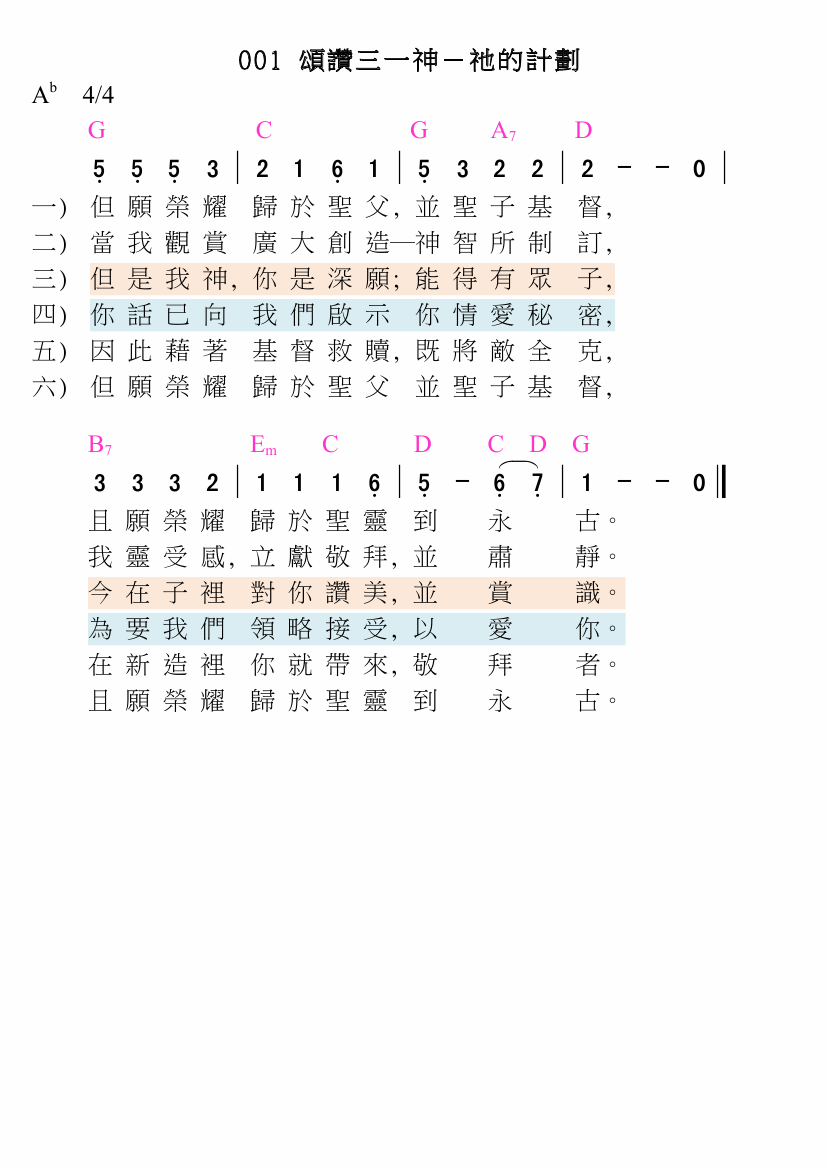 001 頌讚三一神－祂的計劃
Ab 4/4
G C G A7 D
5̣ 5̣ 5̣ 3 | 2 1 6̣ 1 | 5̣ 3 2 2 | 2 － － 0 |
一) 但願榮耀 歸於聖父, 並聖子基 督,
二) 當我觀賞 廣大創造—神智所制 訂,
三) 但是我神, 你是深願; 能得有眾 子,
四) 你話已向 我們啟示 你情愛秘 密,
五) 因此藉著 基督救贖, 既將敵全 克,
六) 但願榮耀 歸於聖父 並聖子基 督,
B7 Em C D C D G
3 3 3 2 | 1 1 1 6̣ | 5̣ － 6̣ 7̣ | 1 － － 0 ‖
且願榮耀 歸於聖靈 到 永 古。
我靈受感, 立獻敬拜, 並 肅 靜。
今在子裡 對你讚美, 並 賞 識。
為要我們 領略接受, 以 愛 你。
在新造裡 你就帶來, 敬 拜 者。
且願榮耀 歸於聖靈 到 永 古。